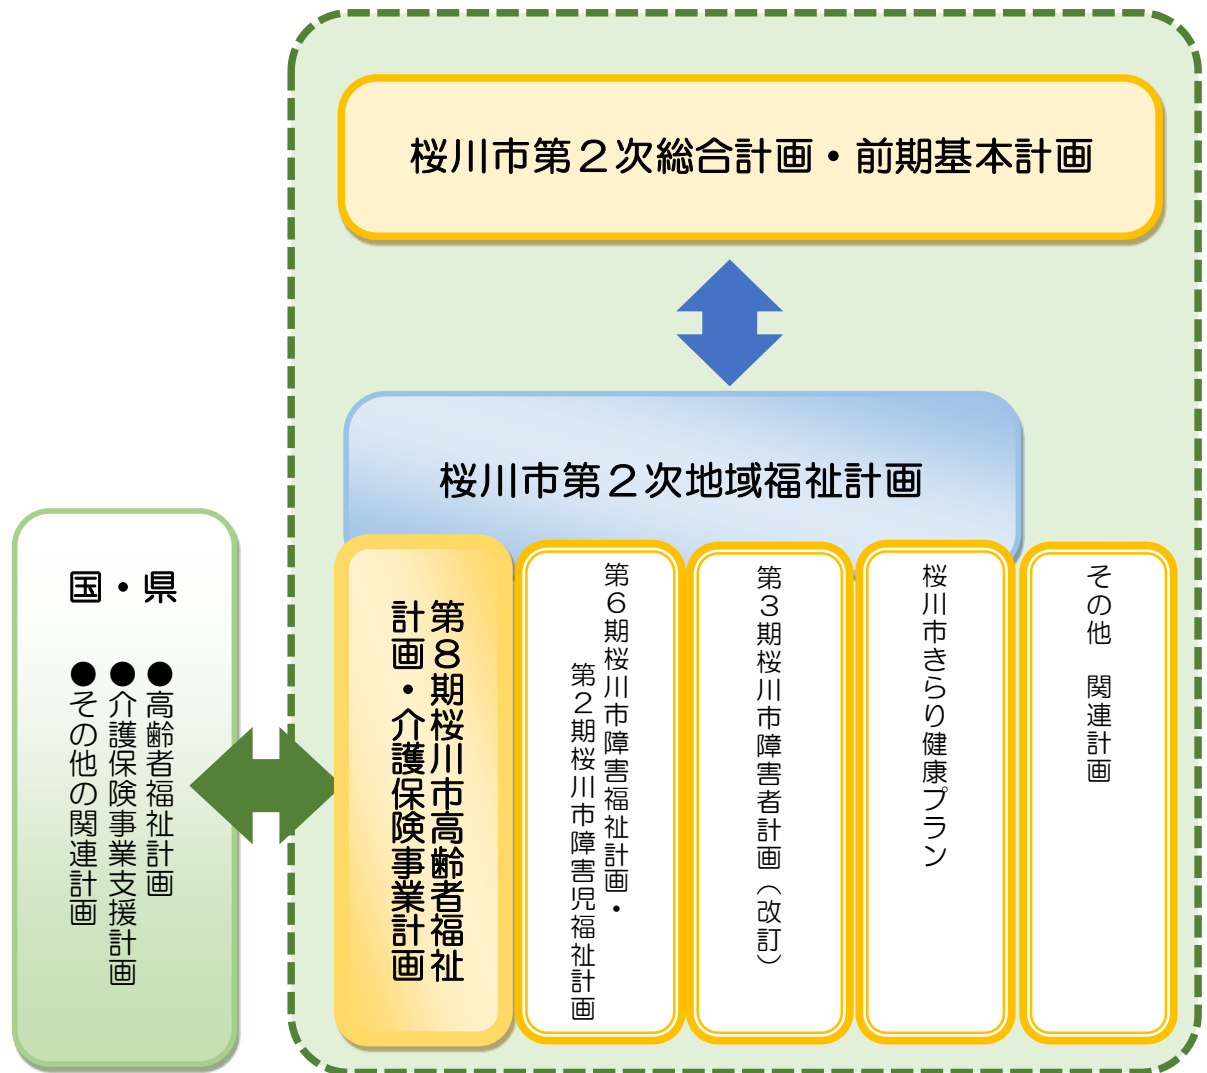 桜川市第２次総合計画・前期基本計画
桜川市第２次地域福祉計画
国・県
●高齢者福祉計画
●介護保険事業支援計画
●その他の関連計画
第８期桜川市高齢者福祉
計画・介護保険事業計画
第６期桜川市障害福祉計画・
第２期桜川市障害児福祉計画
第３期桜川市障害者計画（改訂）
桜川市きらり健康プラン
その他　関連計画